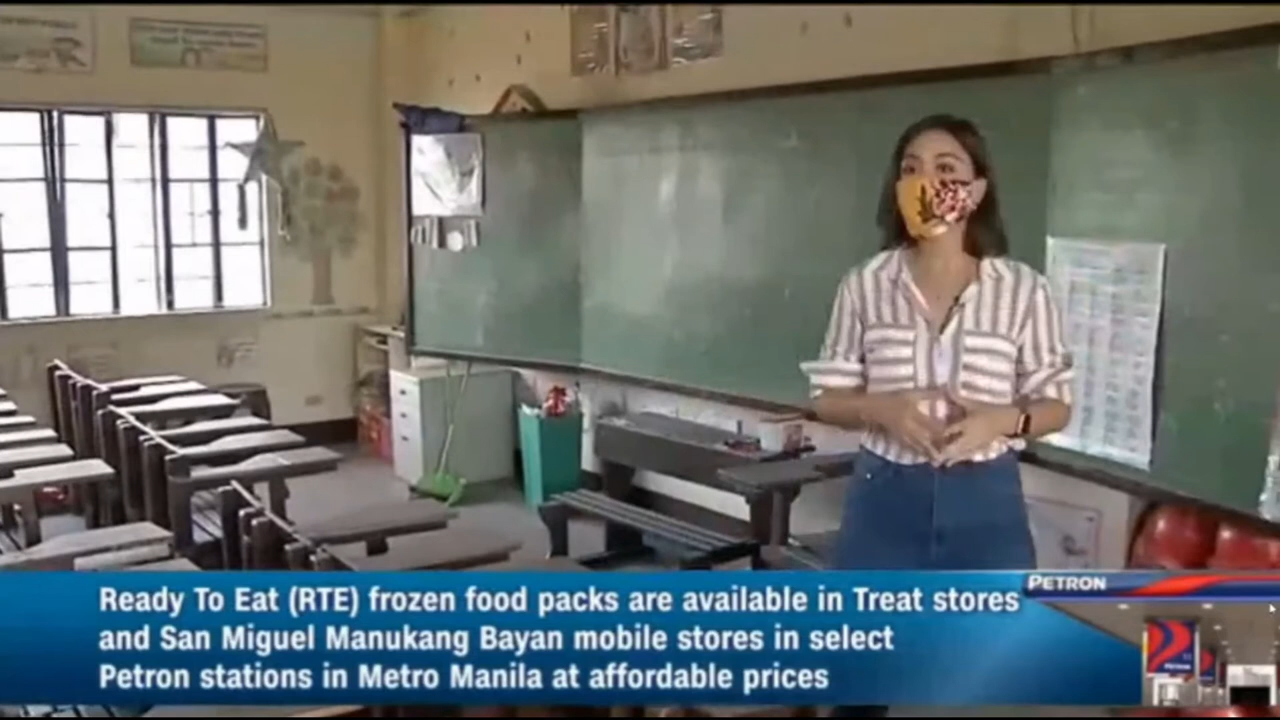 Ready To Eat (RTE) frozen food packs are available in Treat stores
and San Miguel Manukang Bayan mobile stores in select
Petron stations in Metro Manila at affordable prices
PETRON
PETRON